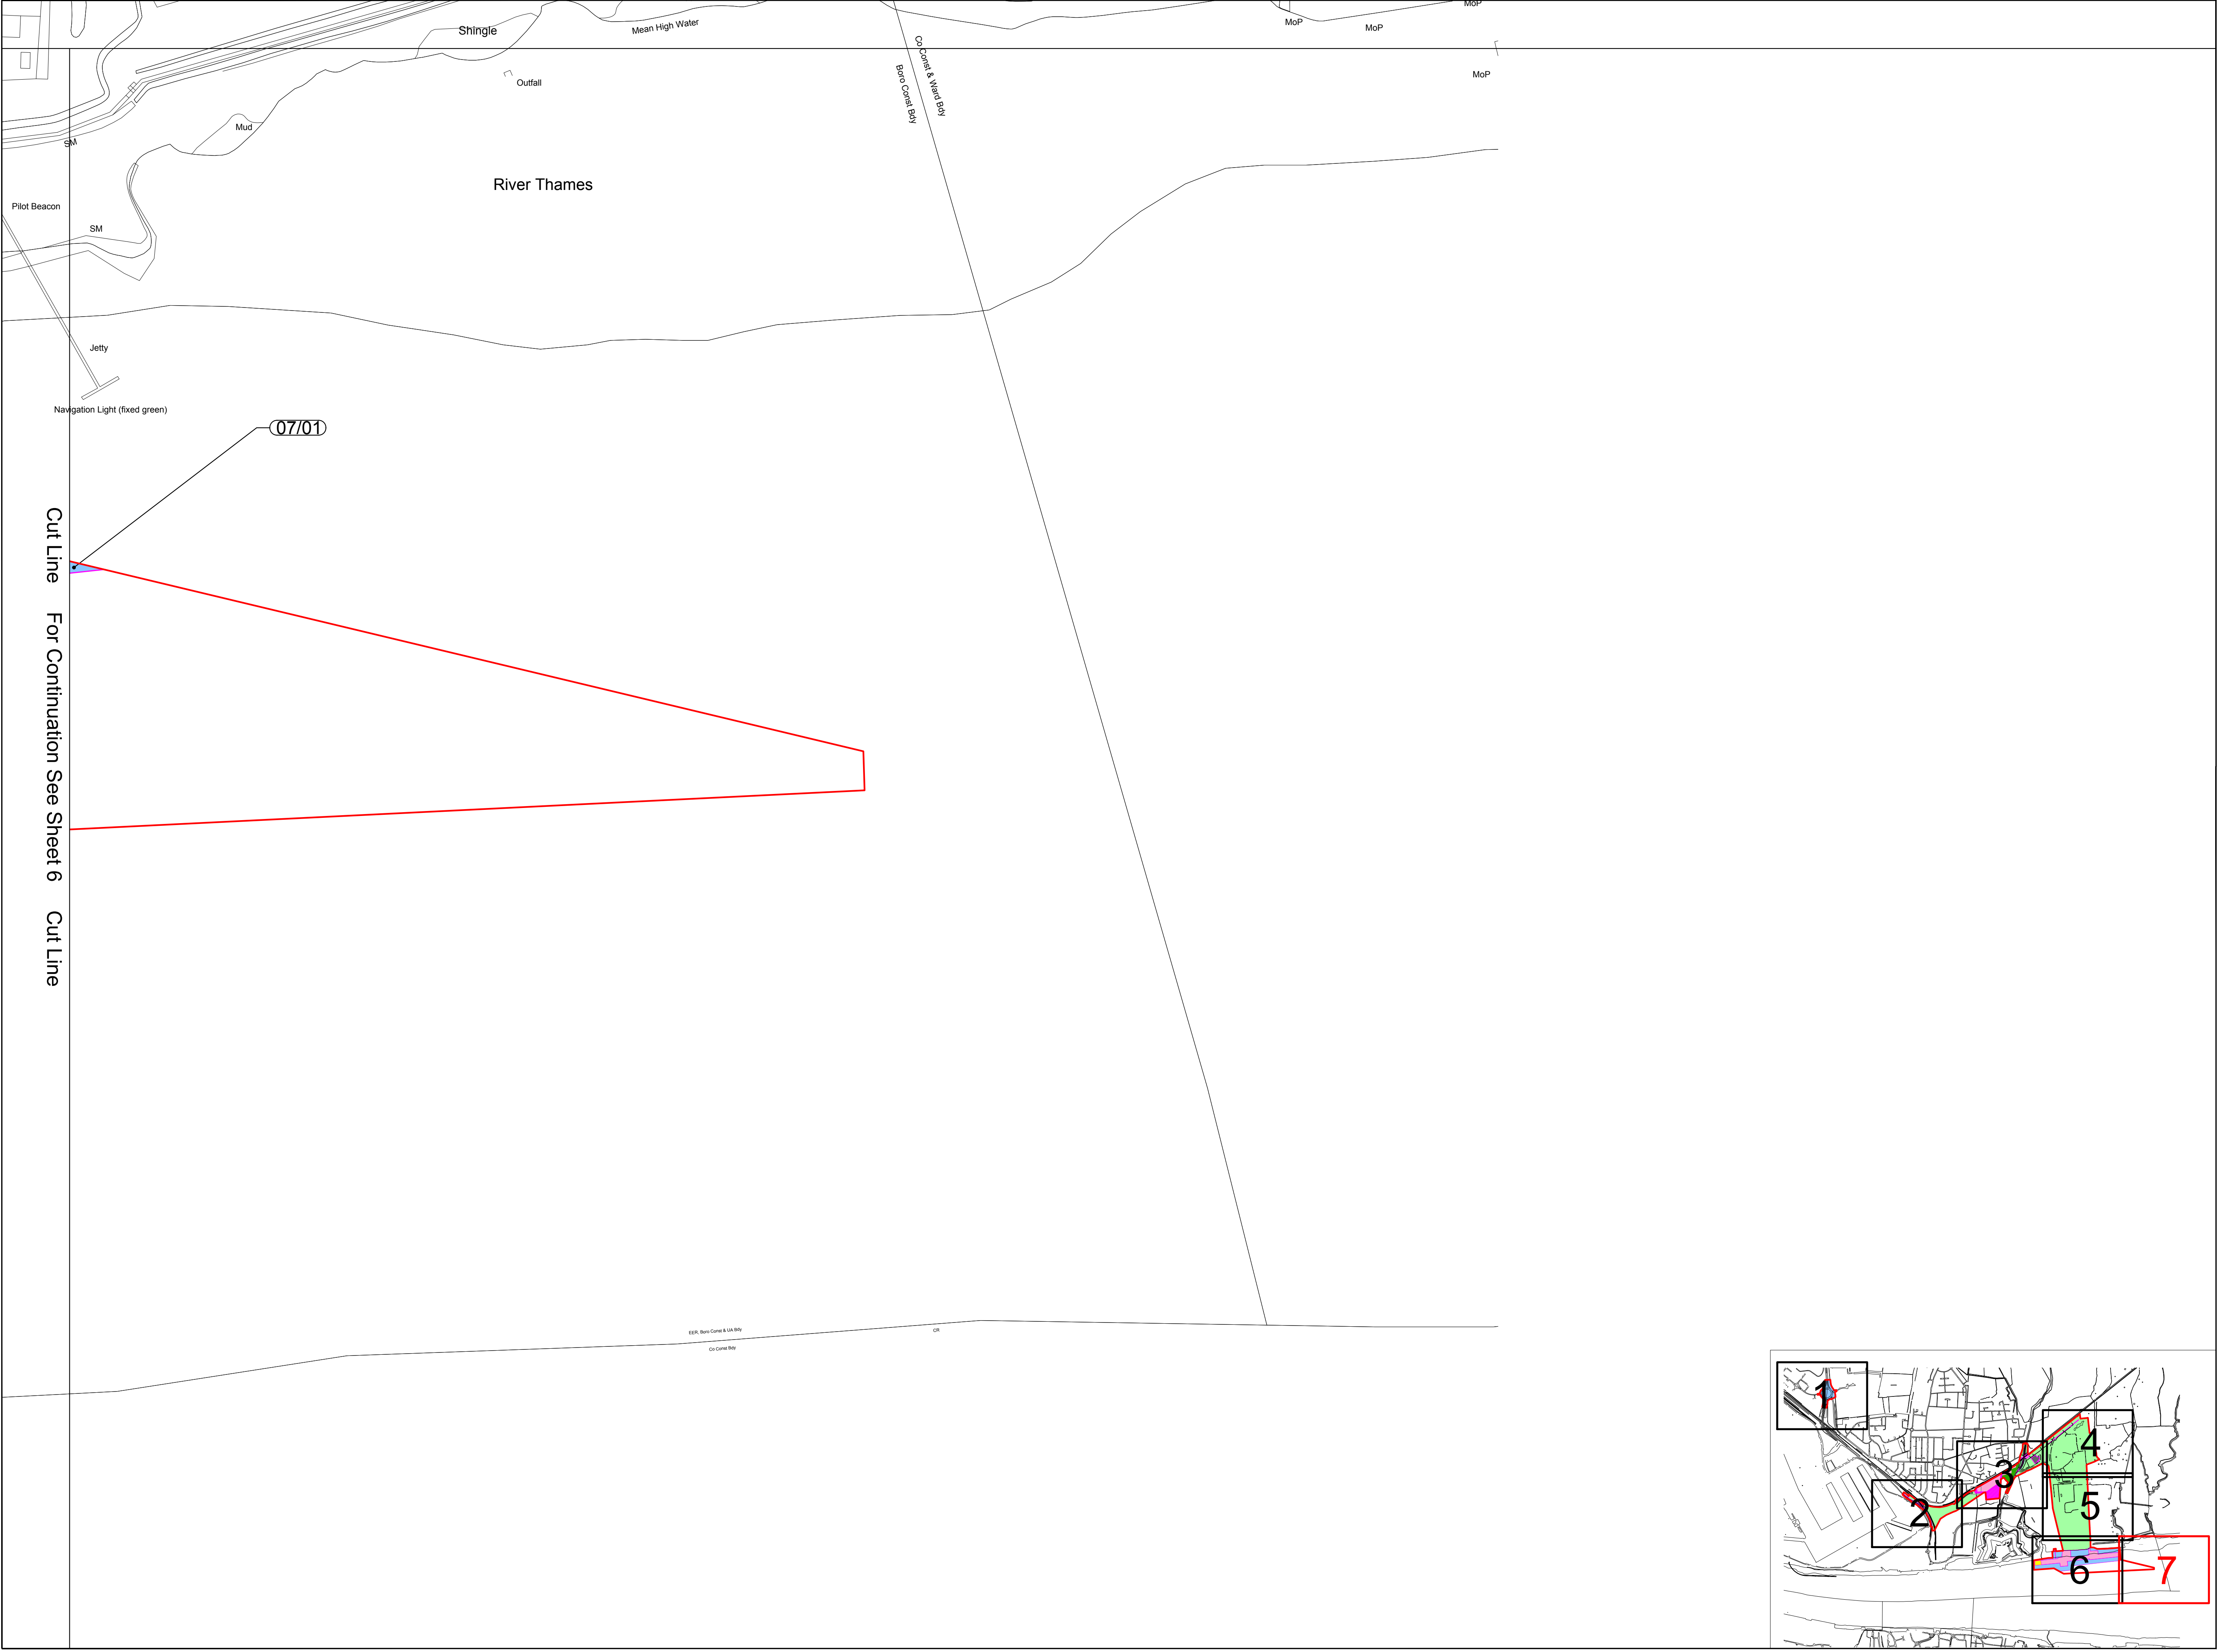 Shingle
Mean High Water
MoP
MoP
MoP
MoP
Co Const & Ward Bdy
Boro Const Bdy
Outfall
Mud
SM
River Thames
Pilot Beacon
SM
Jetty
Navigation Light (fixed green)
07/01
Cut Line For Continuation See Sheet 6 Cut Line
EER, Boro Const & UA Bdy
CR
Co Const Bdy
1
2
3
4
5
6
7